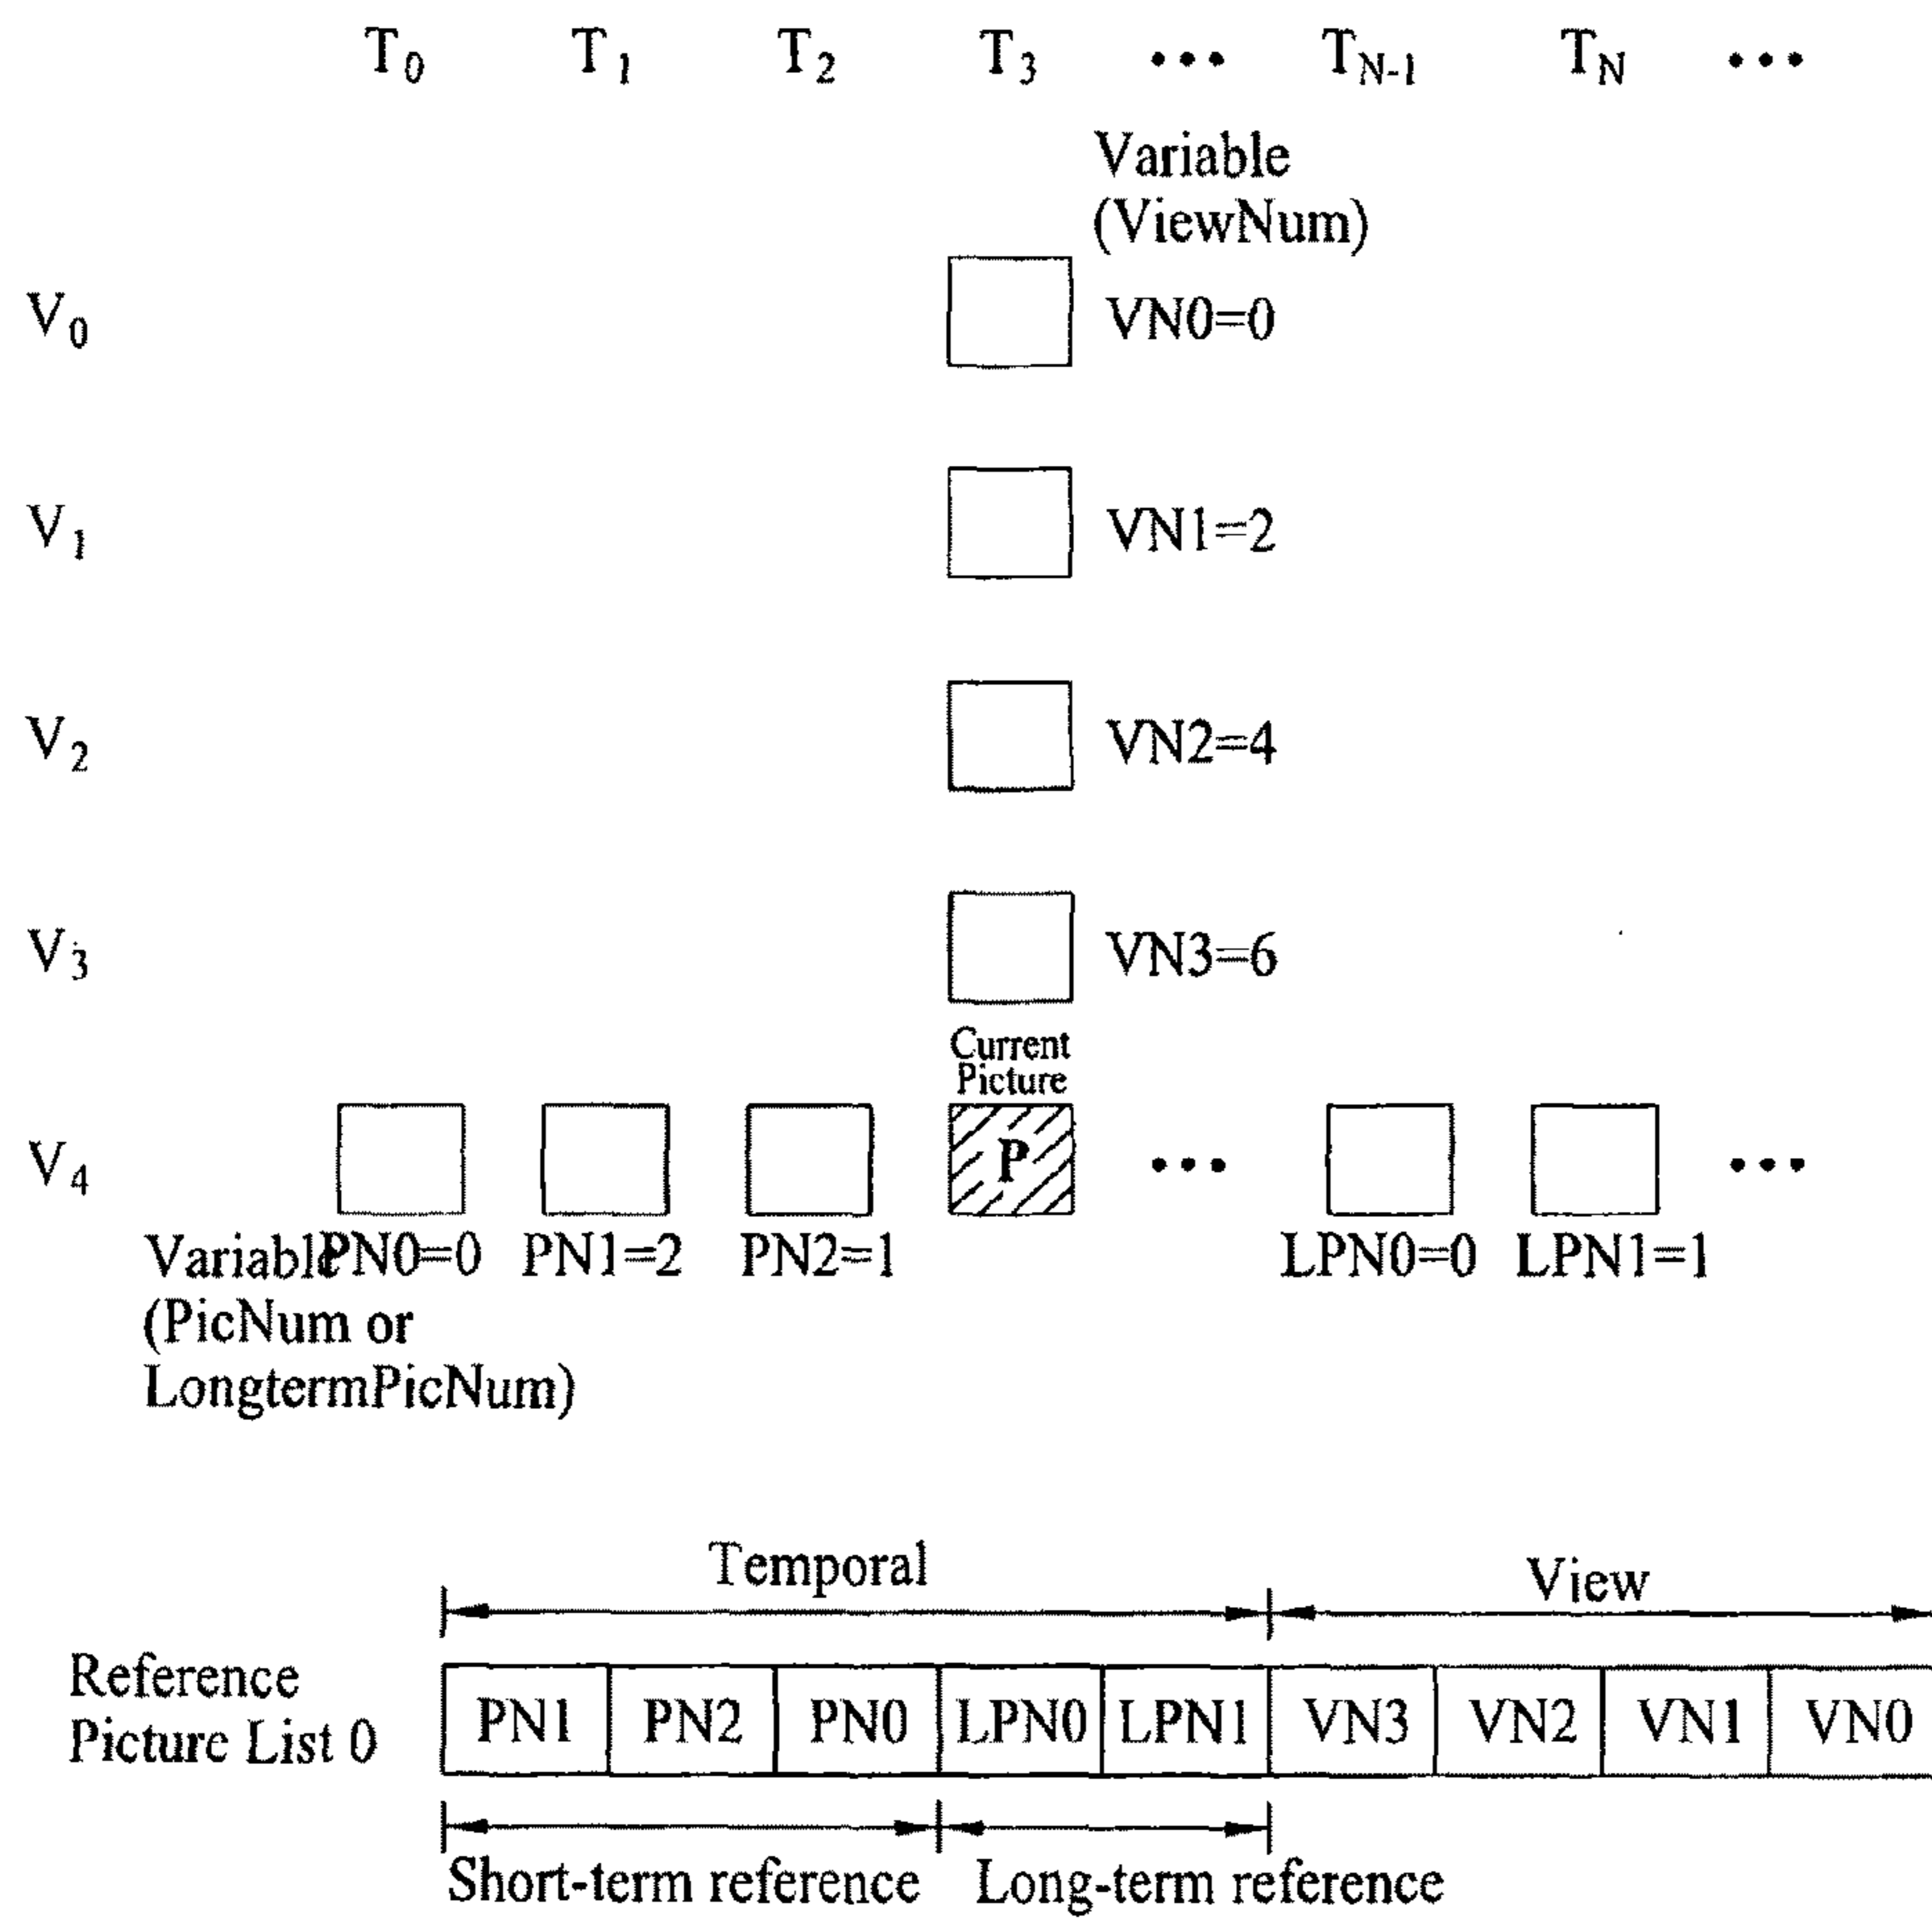 T0 T1 T2 T3 ••• TN-1 TN •••
Variable
(ViewNum)
V0 VN0=0
V1 VN1=2
V2 VN2=4
V3 VN3=6
Current
Picture
V4 P ••• •••
Variable PN0=0 PN1=2 PN2=1 LPN0=0 LPN1=1
(PicNum or
LongtermPicNum)
Temporal View
Reference
Picture List 0
PN1 PN2 PN0 LPN0 LPN1 VN3 VN2 VN1 VN0
Short-term reference Long-term reference